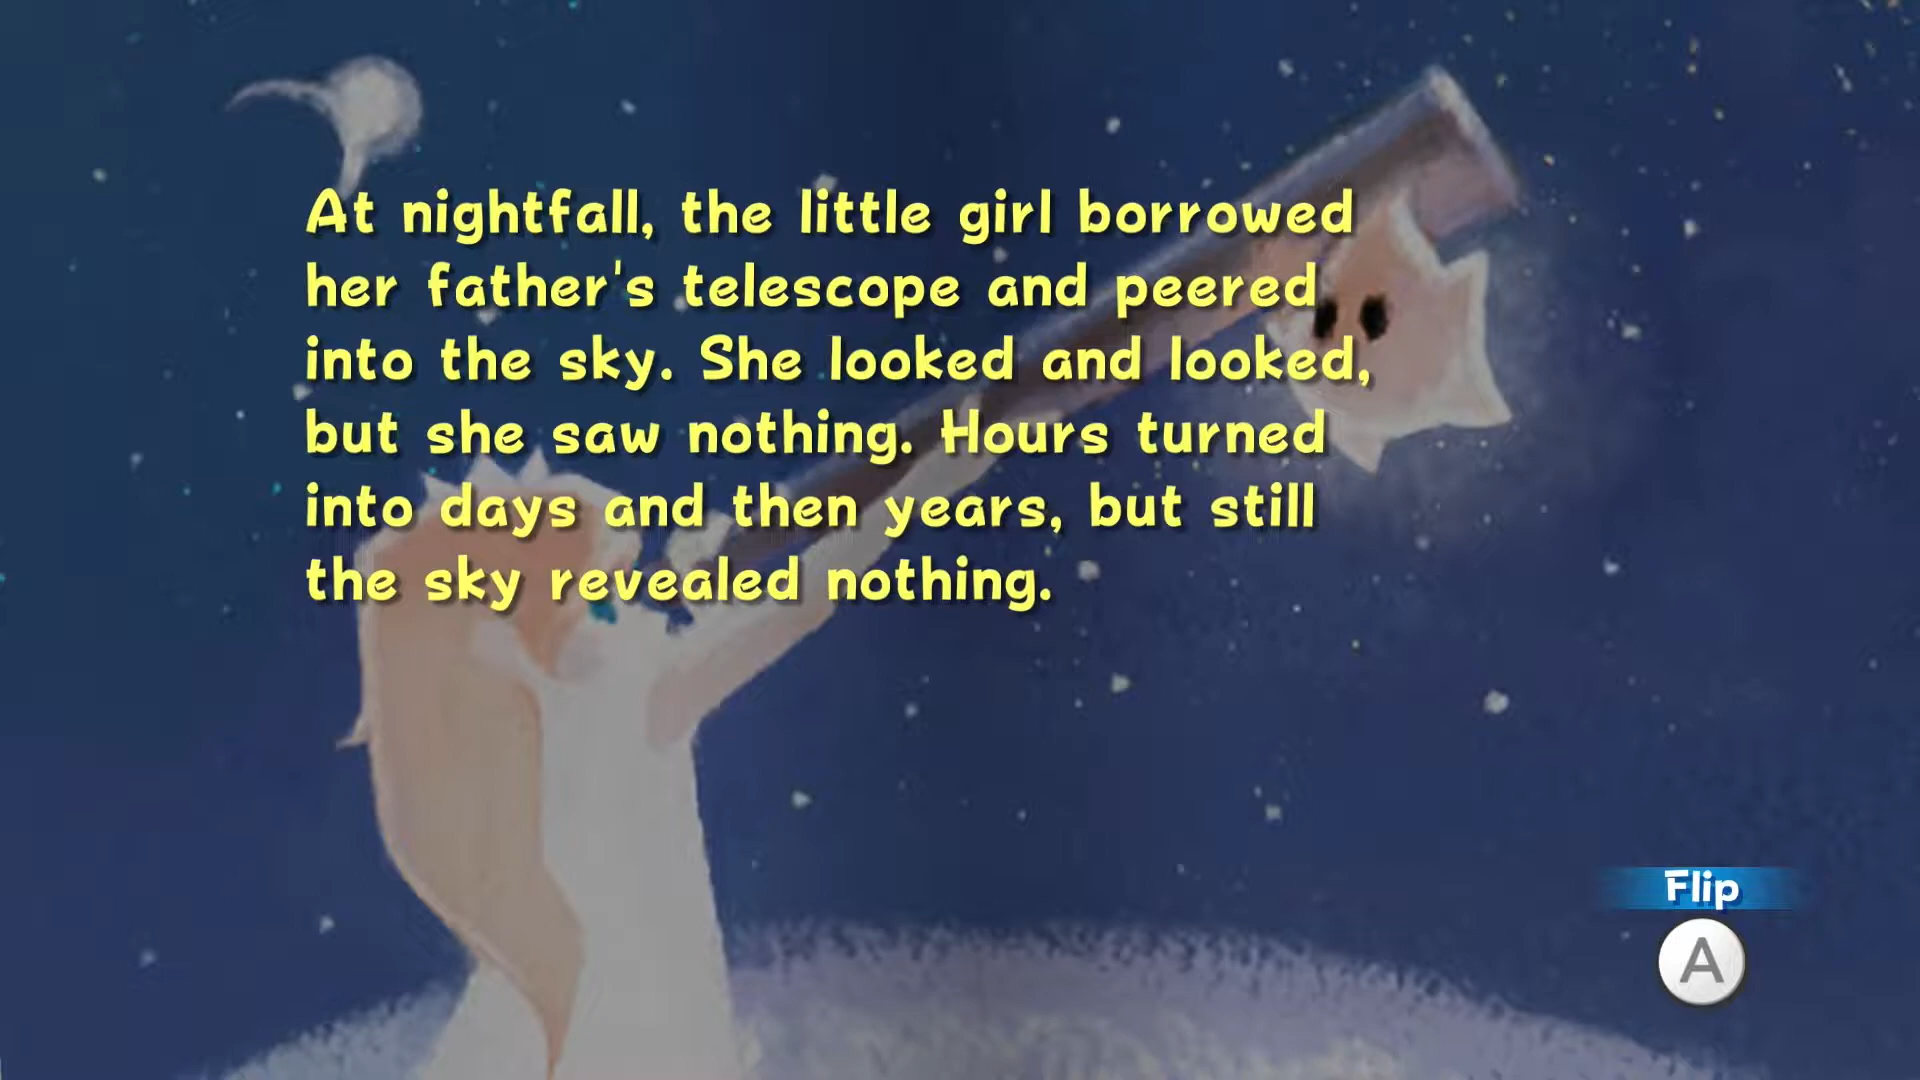 At nightfall, the little girl borrowed
her father's telescope and peered
into the sky. She looked and looked,
but she saw nothing. Hours turned
into days and then years, but still
the sky revealed nothing.
Flip
A